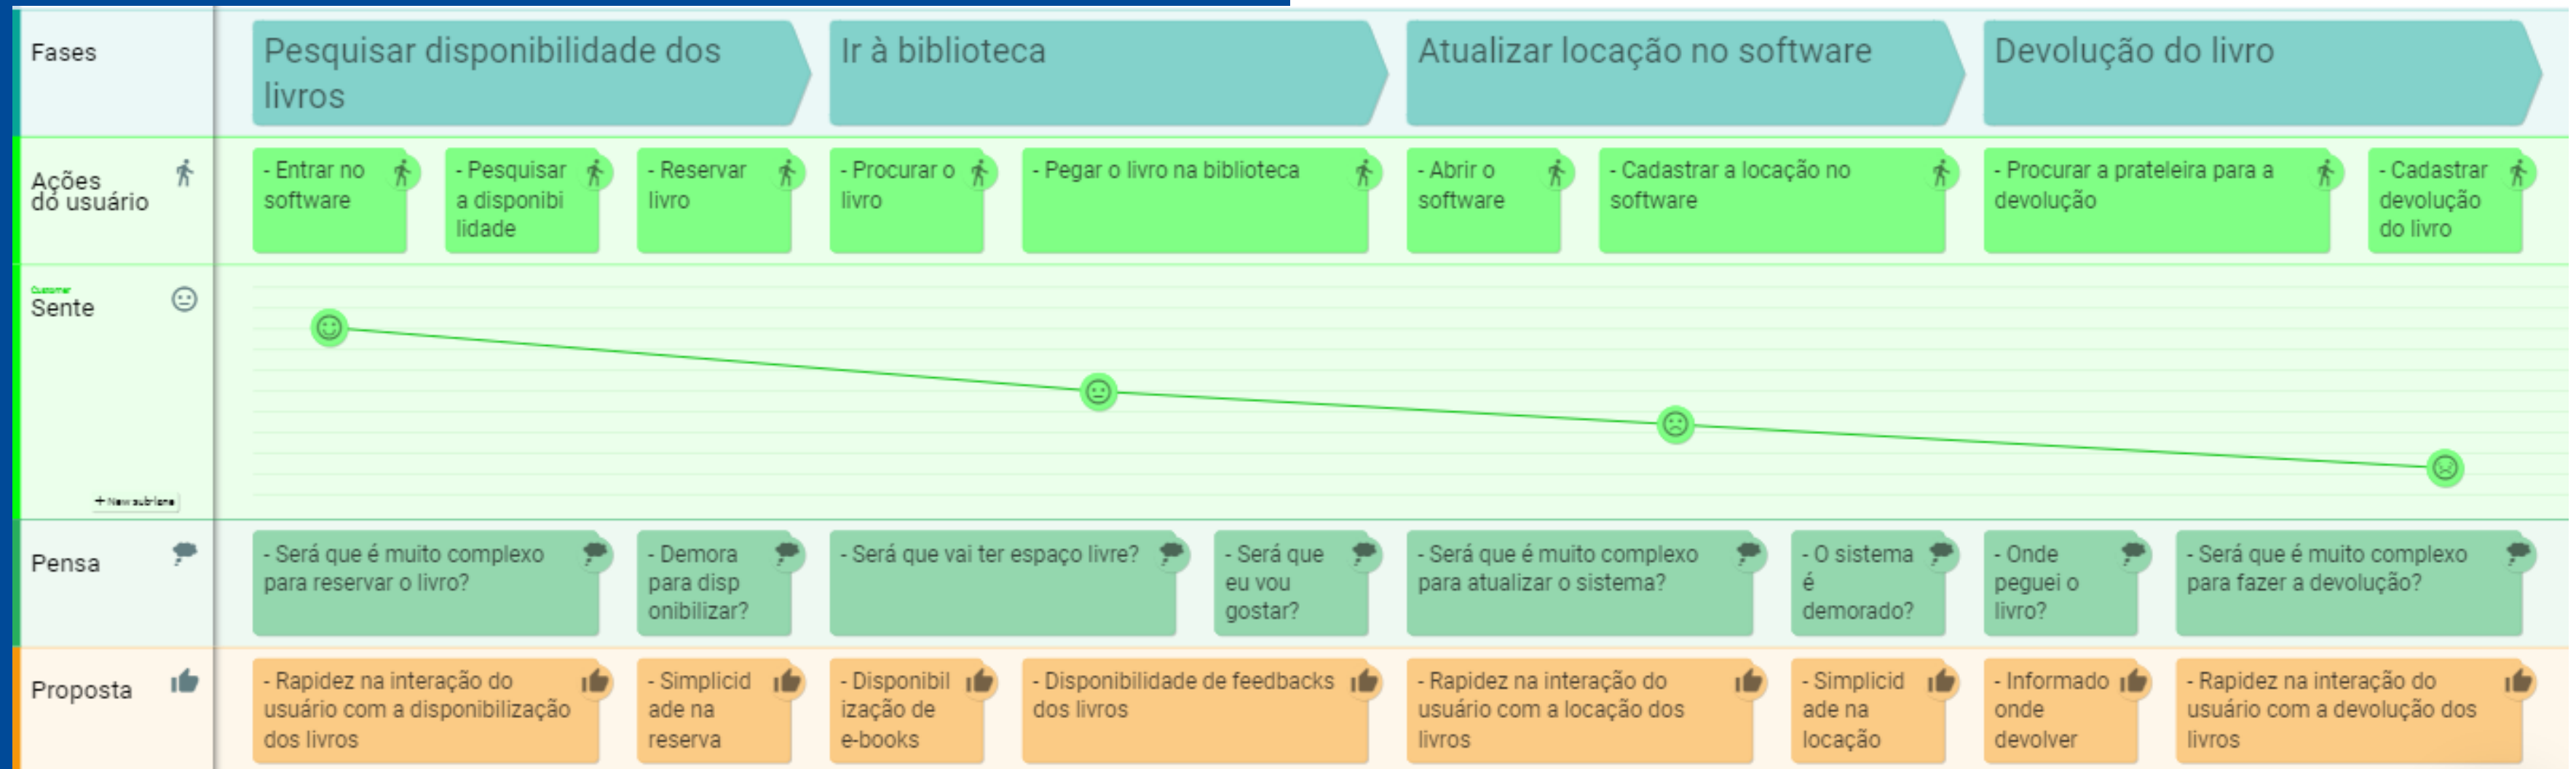 Fases
Pesquisar disponibilidade dos
livros
Ir à biblioteca
Atualizar locação no software
Devolução do livro
Ações
do usuário
- Entrar no
software
- Pesquisar
a disponibi
lidade
- Reservar
livro
- Procurar o
livro
- Pegar o livro na biblioteca
- Abrir o
software
- Cadastrar a locação no
software
- Procurar a prateleira para a
devolução
- Cadastrar
devolução
do livro
Customer
Sente
+ New sublane
Pensa
- Será que é muito complexo
para reservar o livro?
- Demora
para disp
onibilizar?
- Será que vai ter espaço livre?
- Será que
eu vou
gostar?
- Será que é muito complexo
para atualizar o sistema?
- O sistema
é
demorado?
- Onde
peguei o
livro?
- Será que é muito complexo
para fazer a devolução?
Proposta
- Rapidez na interação do
usuário com a disponibilização
dos livros
- Simplicid
ade na
reserva
- Disponibil
ização de
e-books
- Disponibilidade de feedbacks
dos livros
- Rapidez na interação do
usuário com a locação dos
livros
- Simplicid
ade na
locação
- Informado
onde
devolver
- Rapidez na interação do
usuário com a devolução dos
livros